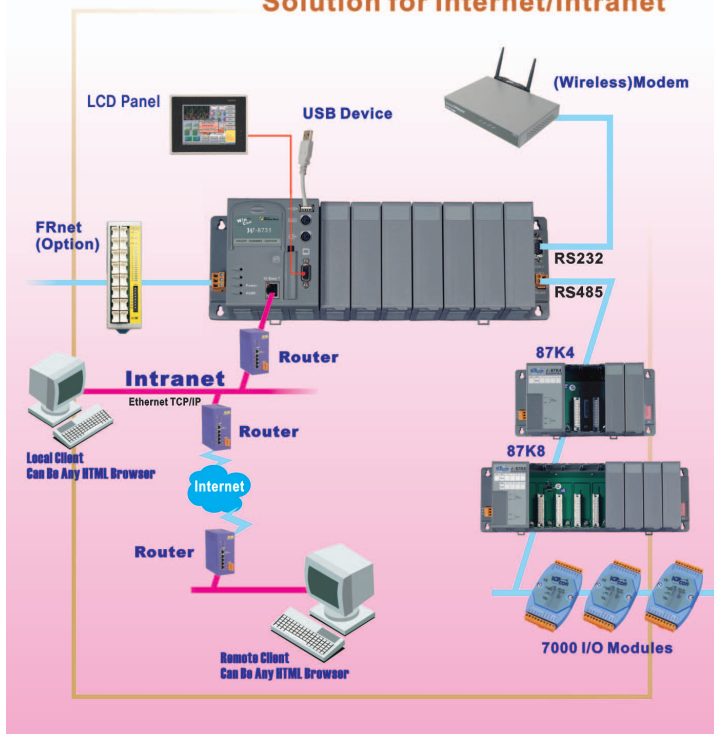 Solution for Internet/Intranet
(Wireless)Modem
LCD Panel
USB Device
FRnet
(Option)
RS232
RS485
Router
87K4
Intranet
Ethernet TCP/IP
Router
87K8
Local Client
Can Be Any HTML Browser
Internet
Router
7000 I/O Modules
Remote Client
Can Be Any HTML Browser